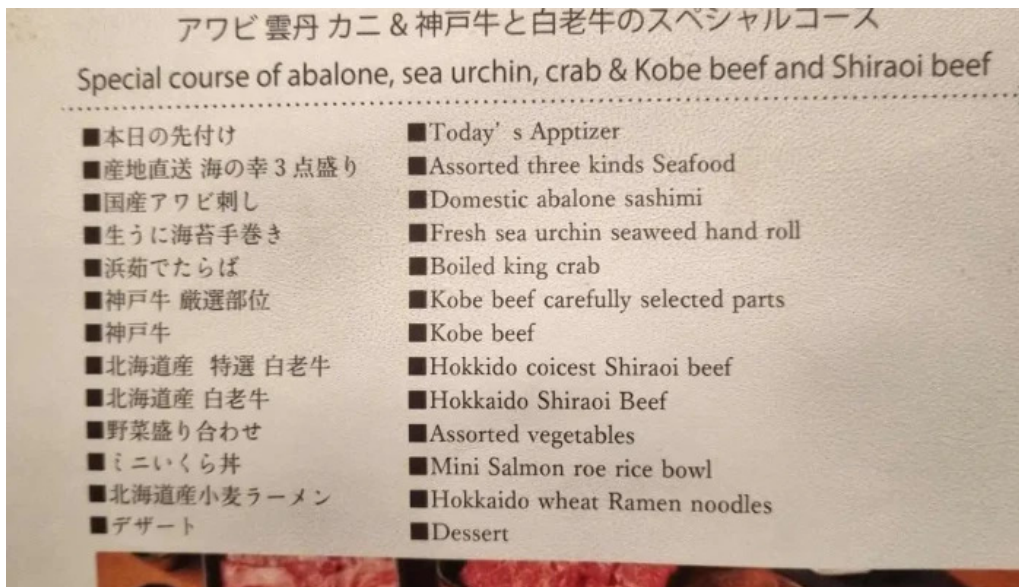 アワビ 雲丹 カニ & 神戸牛と白老牛のスペシャルコース
Special course of abalone, sea urchin, crab & Kobe beef and Shiraoi beef
■本日の先付け ■Today’s Apptizer
■産地直送 海の幸3点盛り ■Assorted three kinds Seafood
■国産アワビ刺し ■Domestic abalone sashimi
■生うに海苔手巻き ■Fresh sea urchin seaweed hand roll
■浜茹でたらば ■Boiled king crab
■神戸牛 厳選部位 ■Kobe beef carefully selected parts
■神戸牛 ■Kobe beef
■北海道産 特選 白老牛 ■Hokkido coicest Shiraoi beef
■北海道産 白老牛 ■Hokkaido Shiraoi Beef
■野菜盛り合わせ ■Assorted vegetables
■ミニいくら丼 ■Mini Salmon roe rice bowl
■北海道産小麦ラーメン ■Hokkaido wheat Ramen noodles
■デザート ■Dessert